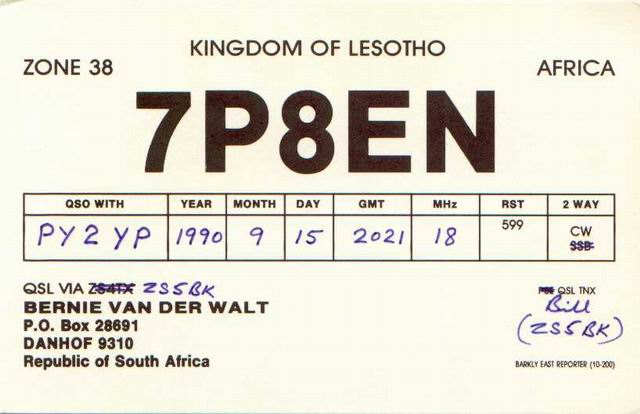 KINGDOM OF LESOTHO
ZONE 38 AFRICA
7P8EN
QSO WITH YEAR MONTH DAY GMT MHz RST 2 WAY
PY2YP 1990 9 15 2021 18 599 CW
SSB
QSL VIA ZS4TX ZS5BK
BERNIE VAN DER WALT
P.O. Box 28691
DANHOF 9310
Republic of South Africa
QSL TNX
Bill
(ZS5BK)
BARKLY EAST REPORTER (10-200)